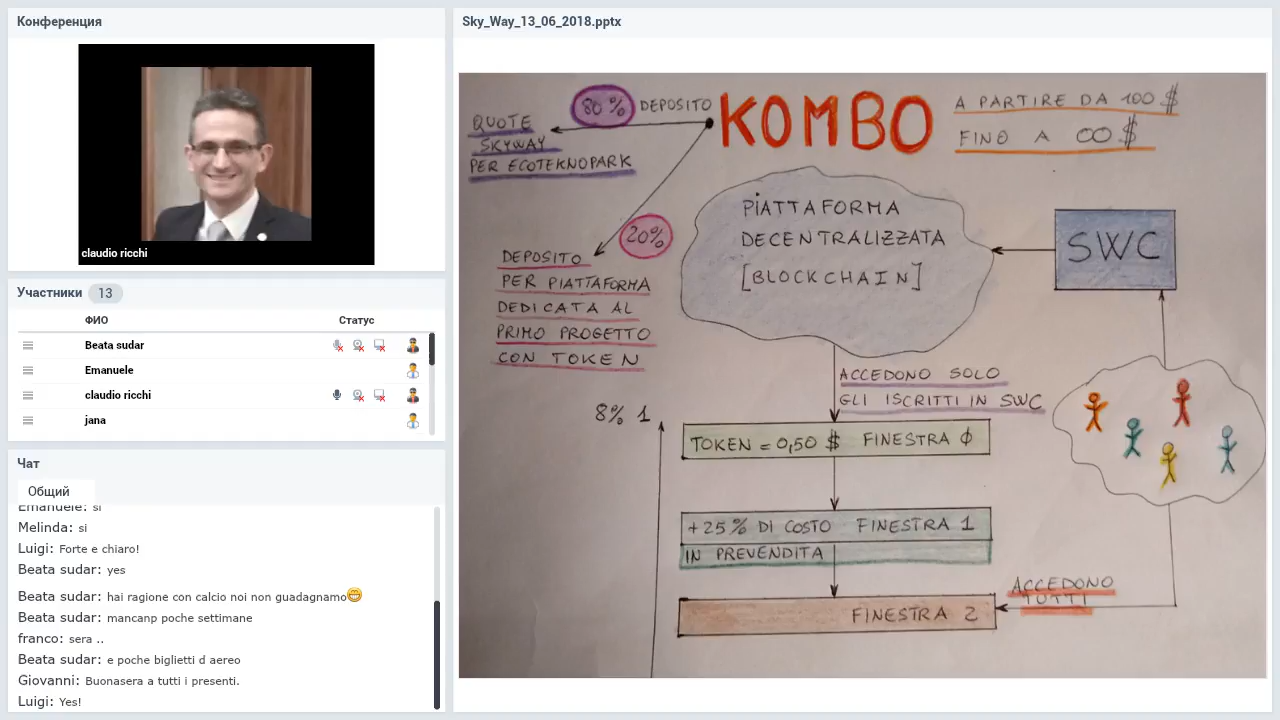 Конференция
claudio ricchi
Участники 13
ФИО Статус
Beata sudar
Emanuele
claudio ricchi
jana
Чат
Общий
Emanuele: si
Melinda: si
Luigi: Forte e chiaro!
Beata sudar: yes
Beata sudar: hai ragione con calcio noi non guadagnamo😁
Beata sudar: mancanp poche settimane
franco: sera ..
Beata sudar: e poche biglietti d aereo
Giovanni: Buonasera a tutti i presenti.
Luigi: Yes!
Sky_Way_13_06_2018.pptx
80% DEPOSITO
KOMBO
A PARTIRE DA 100 $
FINO A OO $
QUOTE
SKYWAY
PER ECOTEKNOPARK
20%
DEPOSITO
PER PIATTAFORMA
DEDICATA AL
PRIMO PROGETTO
CON TOKEN
PIATTAFORMA
DECENTRALIZZATA
[BLOCKCHAIN]
SWC
ACCEDONO SOLO
GLI ISCRITTI IN SWC
8% 1
TOKEN = 0,50 $ FINESTRA Ø
+25% DI COSTO FINESTRA 1
IN PREVENDITA
FINESTRA 2
ACCEDONO
TUTTI